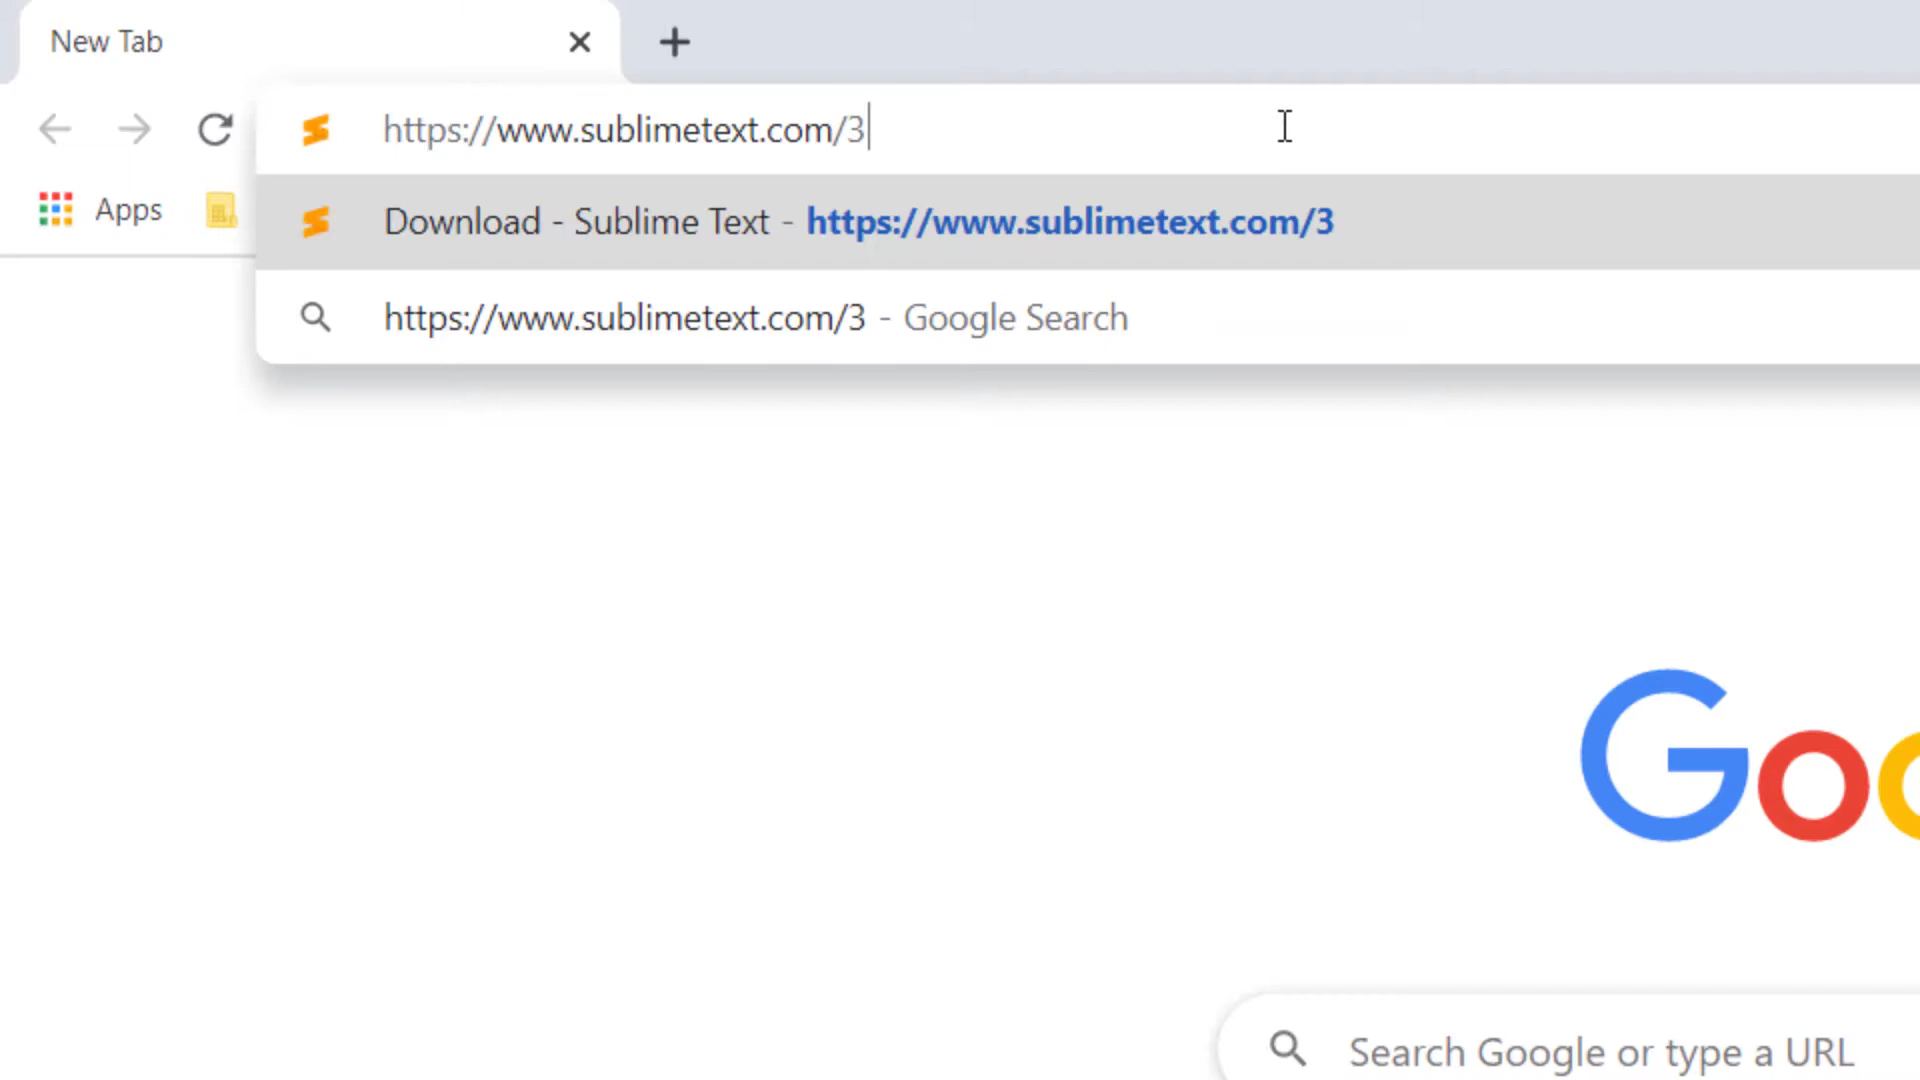 New Tab
https://www.sublimetext.com/3
Apps
Download - Sublime Text - https://www.sublimetext.com/3
https://www.sublimetext.com/3 - Google Search
Goo
Search Google or type a URL